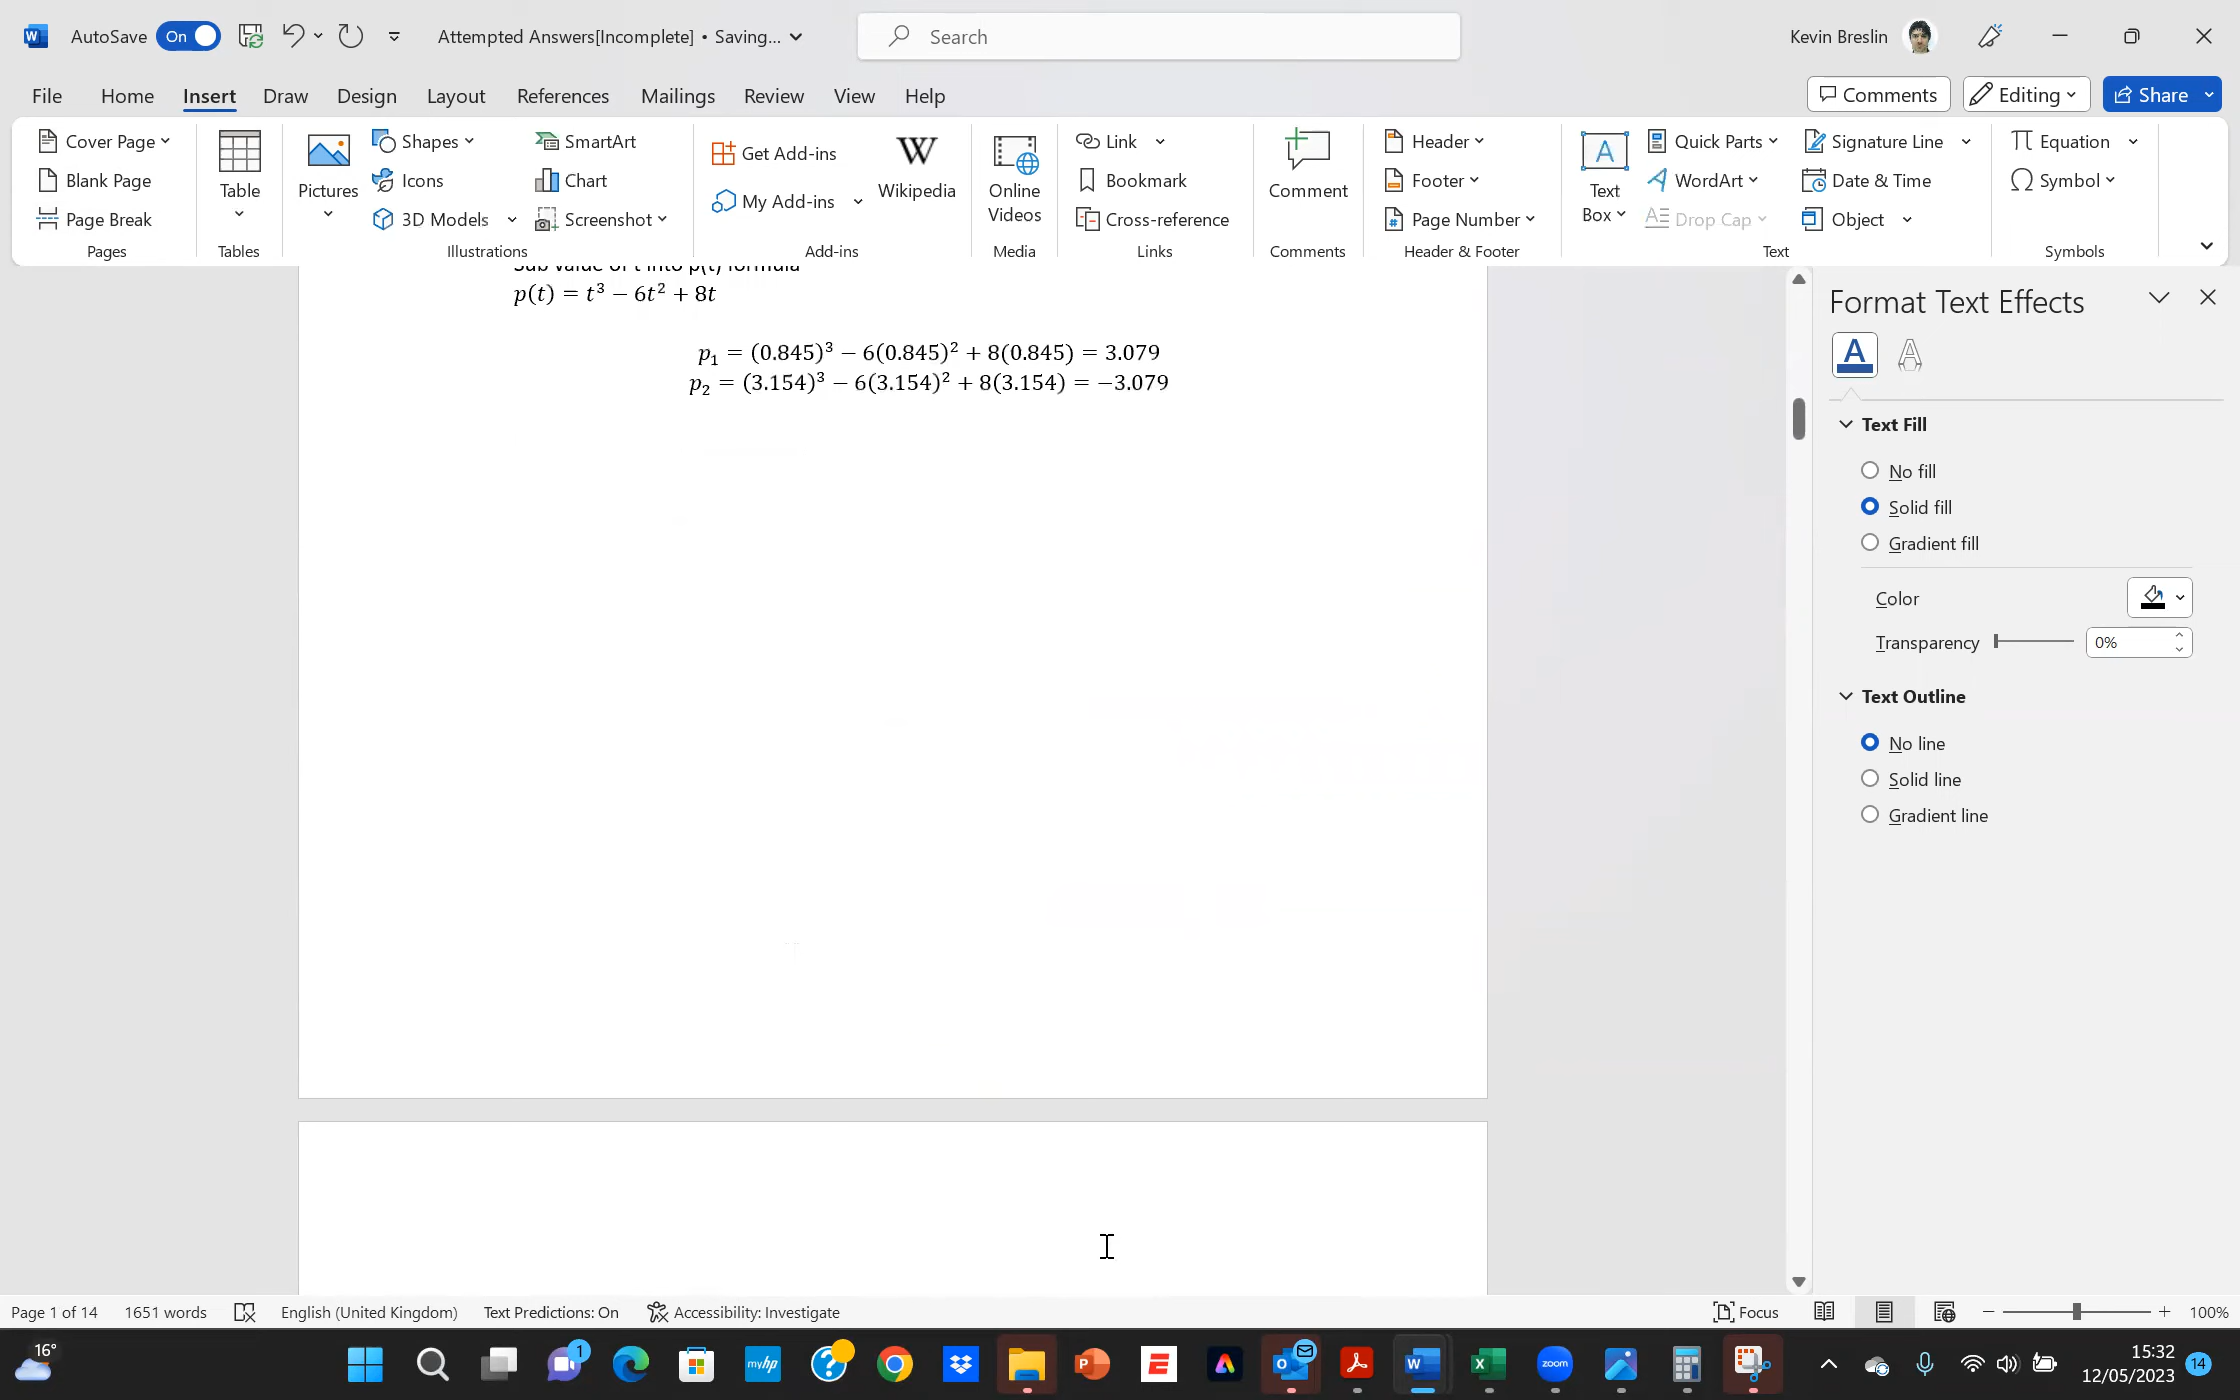 AutoSave On Attempted Answers[Incomplete] • Saving... Search Kevin Breslin
File Home Insert Draw Design Layout References Mailings Review View Help Comments Editing Share
Cover Page
Blank Page
Page Break
Pages
Table
Tables
Pictures
Shapes
Icons
3D Models
SmartArt
Chart
Screenshot
Illustrations
Get Add-ins
My Add-ins
Wikipedia
Add-ins
Online
Videos
Media
Link
Bookmark
Cross-reference
Links
Comment
Comments
Header
Footer
Page Number
Header & Footer
Text
Box
Quick Parts
WordArt
Drop Cap
Signature Line
Date & Time
Object
Text
Equation
Symbol
Symbols
Sub value of t into p(t) formula
p(t) = t³ − 6t² + 8t
p₁ = (0.845)³ − 6(0.845)² + 8(0.845) = 3.079
p₂ = (3.154)³ − 6(3.154)² + 8(3.154) = −3.079
Format Text Effects
Text Fill
No fill
Solid fill
Gradient fill
Color
Transparency 0%
Text Outline
No line
Solid line
Gradient line
Page 1 of 14 1651 words English (United Kingdom) Text Predictions: On Accessibility: Investigate Focus 100%
16°
1
myhp
zoom
15:32
12/05/2023
14